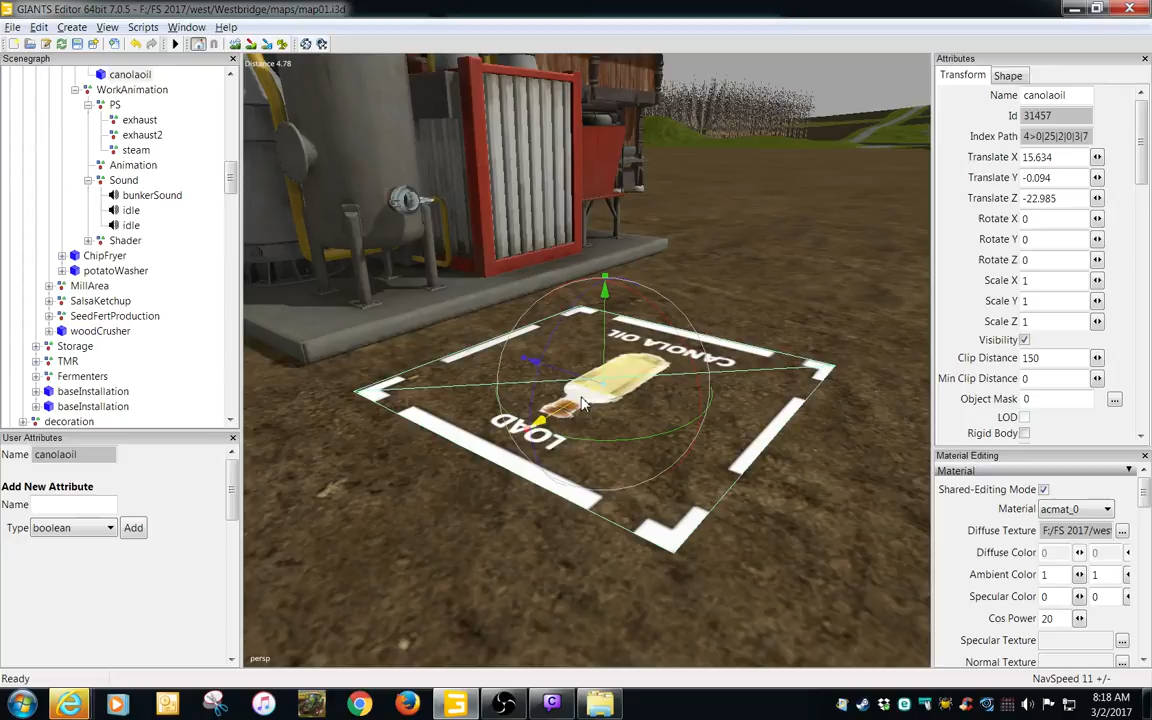 GIANTS Editor 64bit 7.0.5 - F:/FS 2017/west/Westbridge/maps/map01.i3d
File Edit Create View Scripts Window Help
Scenegraph
canolaoil
WorkAnimation
PS
exhaust
exhaust2
steam
Animation
Sound
bunkerSound
idle
idle
Shader
ChipFryer
potatoWasher
MillArea
SalsaKetchup
SeedFertProduction
woodCrusher
Storage
TMR
Fermenters
baseInstallation
baseInstallation
decoration
User Attributes
Name canolaoil
Add New Attribute
Name
Type boolean Add
Distance 4.78
CANOLA OIL
LOAD
persp
Attributes
Transform Shape
Name canolaoil
Id 31457
Index Path 4>0|25|2|0|3|7
Translate X 15.634
Translate Y -0.094
Translate Z -22.985
Rotate X 0
Rotate Y 0
Rotate Z 0
Scale X 1
Scale Y 1
Scale Z 1
Visibility
Clip Distance 150
Min Clip Distance 0
Object Mask 0 ...
LOD
Rigid Body
Material Editing
Material
Shared-Editing Mode
Material acmat_0
Diffuse Texture F:/FS 2017/wes ...
Diffuse Color 0 0
Ambient Color 1 1
Specular Color 0 0
Cos Power 20
Specular Texture ...
Normal Texture ...
Ready
NavSpeed 11 +/-
8:18 AM
3/2/2017